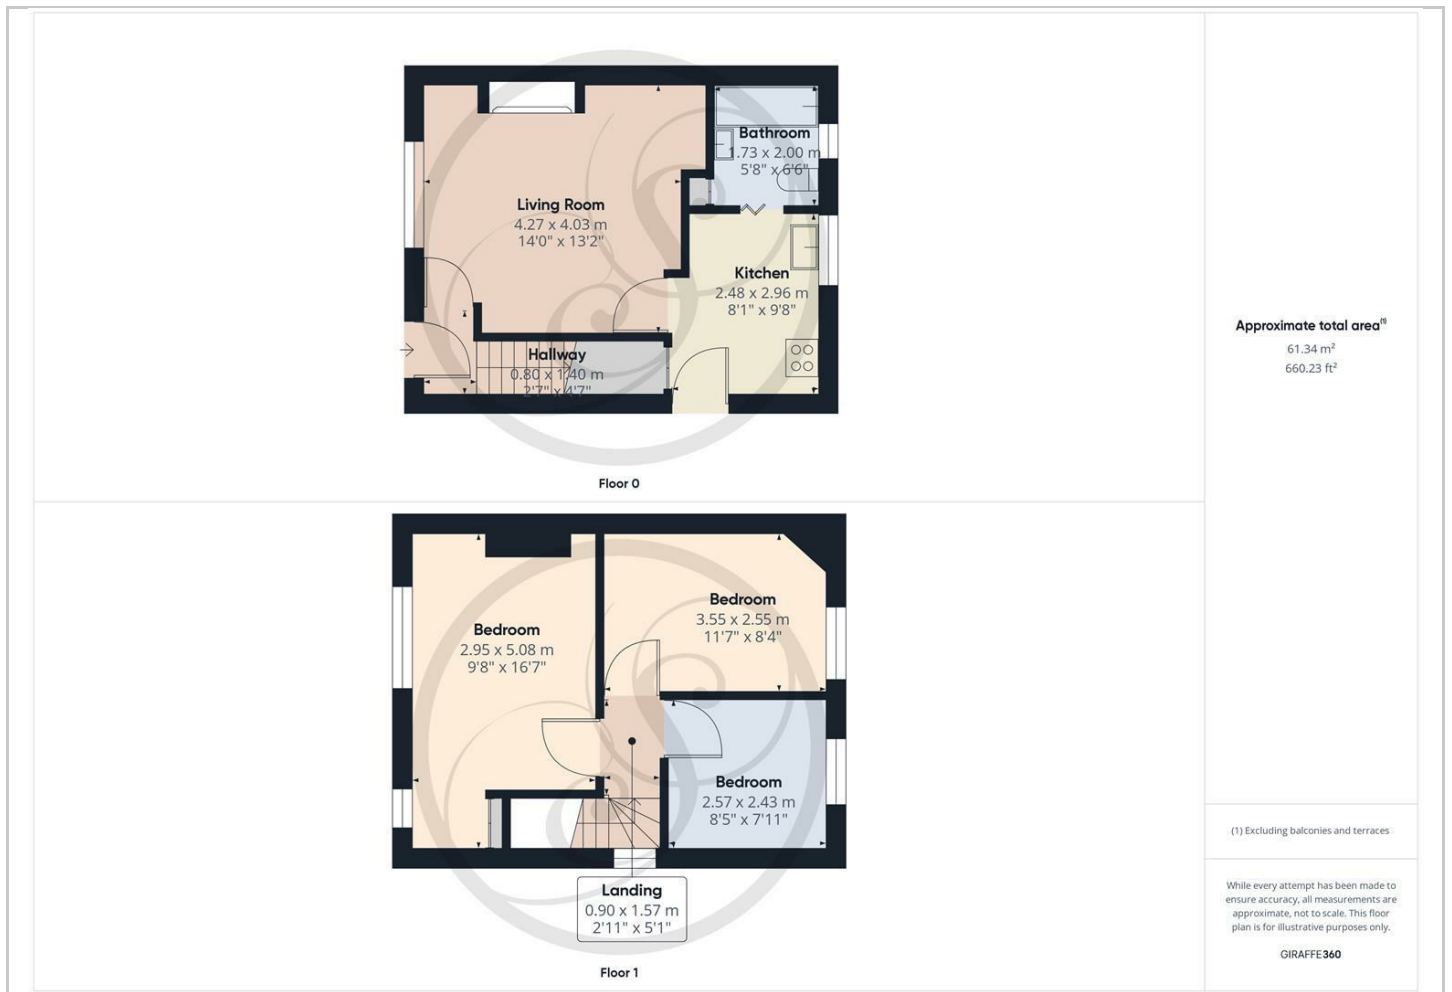 Bathroom
1.73 x 2.00 m
5'8" x 6'6"
Living Room
4.27 x 4.03 m
14'0" x 13'2"
Kitchen
2.48 x 2.96 m
8'1" x 9'8"
Hallway
0.80 x 1.40 m
2'7" x 4'7"
Floor 0
Bedroom
3.55 x 2.55 m
11'7" x 8'4"
Bedroom
2.95 x 5.08 m
9'8" x 16'7"
Bedroom
2.57 x 2.43 m
8'5" x 7'11"
Landing
0.90 x 1.57 m
2'11" x 5'1"
Floor 1
Approximate total area(1)
61.34 m²
660.23 ft²
(1) Excluding balconies and terraces
While every attempt has been made to
ensure accuracy, all measurements are
approximate, not to scale. This floor
plan is for illustrative purposes only.
GIRAFFE360